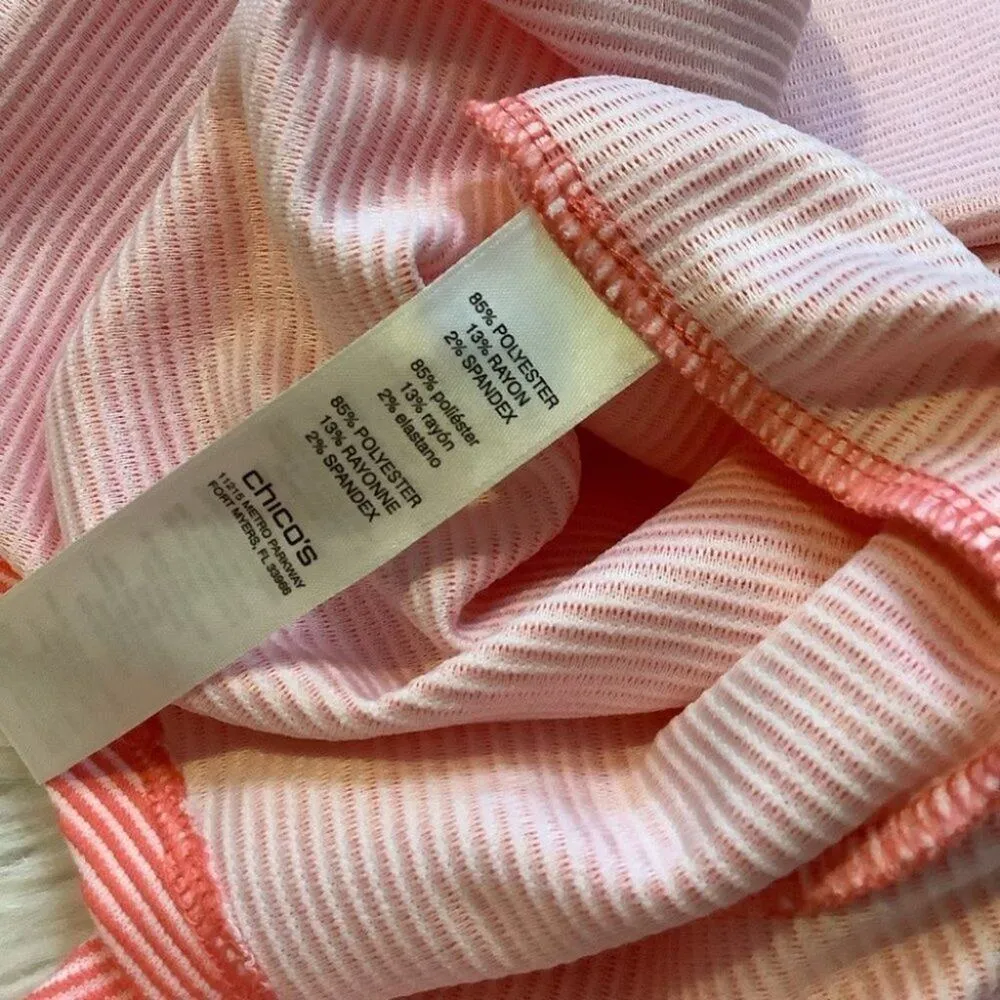 85% POLYESTER
13% RAYON
2% SPANDEX
85% poliéster
13% rayón
2% elastano
85% POLYESTER
13% RAYONNE
2% SPANDEX
chico's
11215 METRO PARKWAY
FORT MYERS, FL 33966